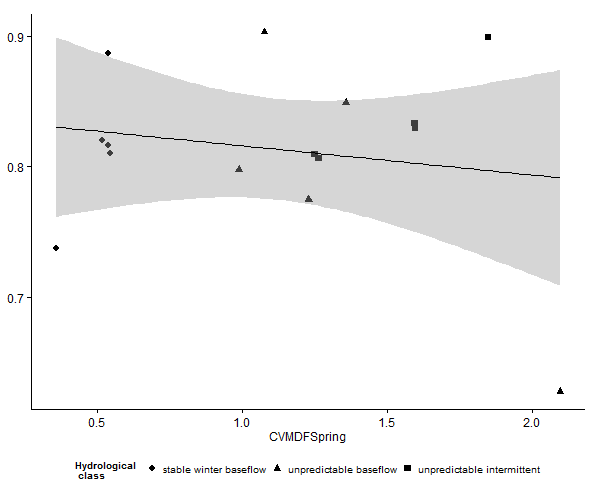 0.9
0.8
0.7
0.5 1.0 1.5 2.0
CVMDFSpring
Hydrological
class
stable winter baseflow unpredictable baseflow unpredictable intermittent